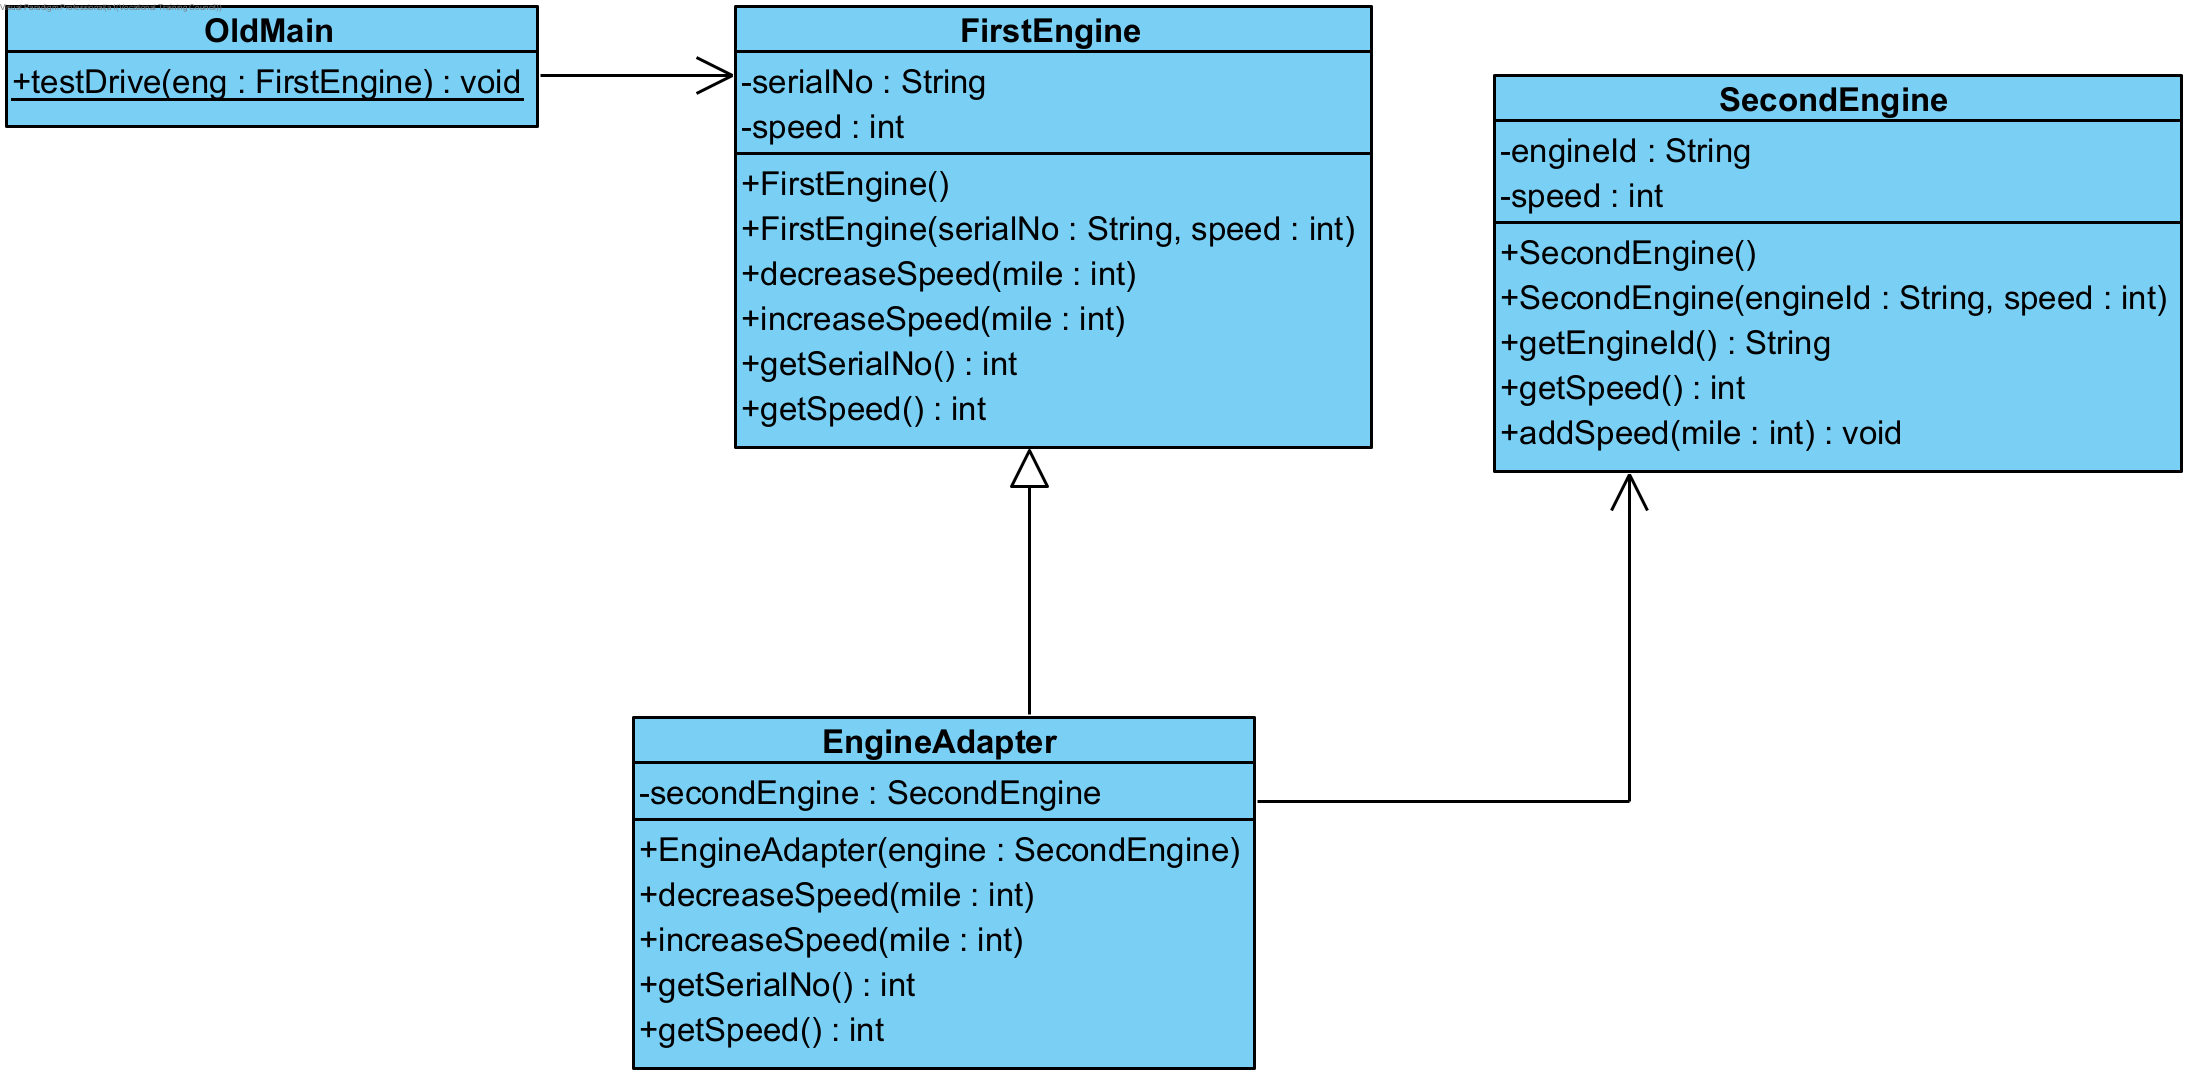 OldMain
+testDrive(eng : FirstEngine) : void
FirstEngine
-serialNo : String
-speed : int
+FirstEngine()
+FirstEngine(serialNo : String, speed : int)
+decreaseSpeed(mile : int)
+increaseSpeed(mile : int)
+getSerialNo() : int
+getSpeed() : int
SecondEngine
-engineId : String
-speed : int
+SecondEngine()
+SecondEngine(engineId : String, speed : int)
+getEngineId() : String
+getSpeed() : int
+addSpeed(mile : int) : void
EngineAdapter
-secondEngine : SecondEngine
+EngineAdapter(engine : SecondEngine)
+decreaseSpeed(mile : int)
+increaseSpeed(mile : int)
+getSerialNo() : int
+getSpeed() : int